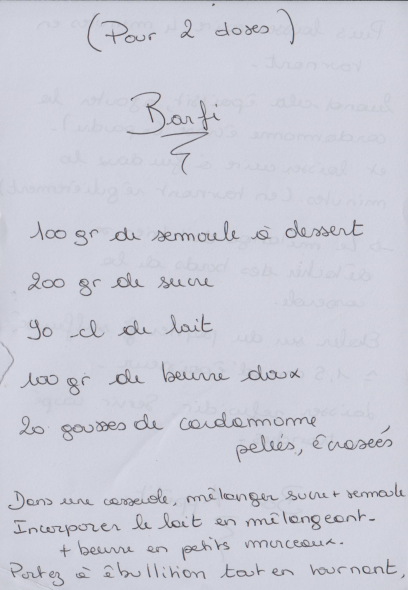 (Pour 2 doses)
Barfi
100 gr de semoule à dessert
200 gr de sucre
90 cl de lait
100 gr de beurre doux
20 gousses de cardamome
pelées, écrasées
Dans une casserole, mélanger sucre + semoule
Incorporer le lait en mélangeant.
+ beurre en petits morceaux.
Portez à ébullition tout en tournant,